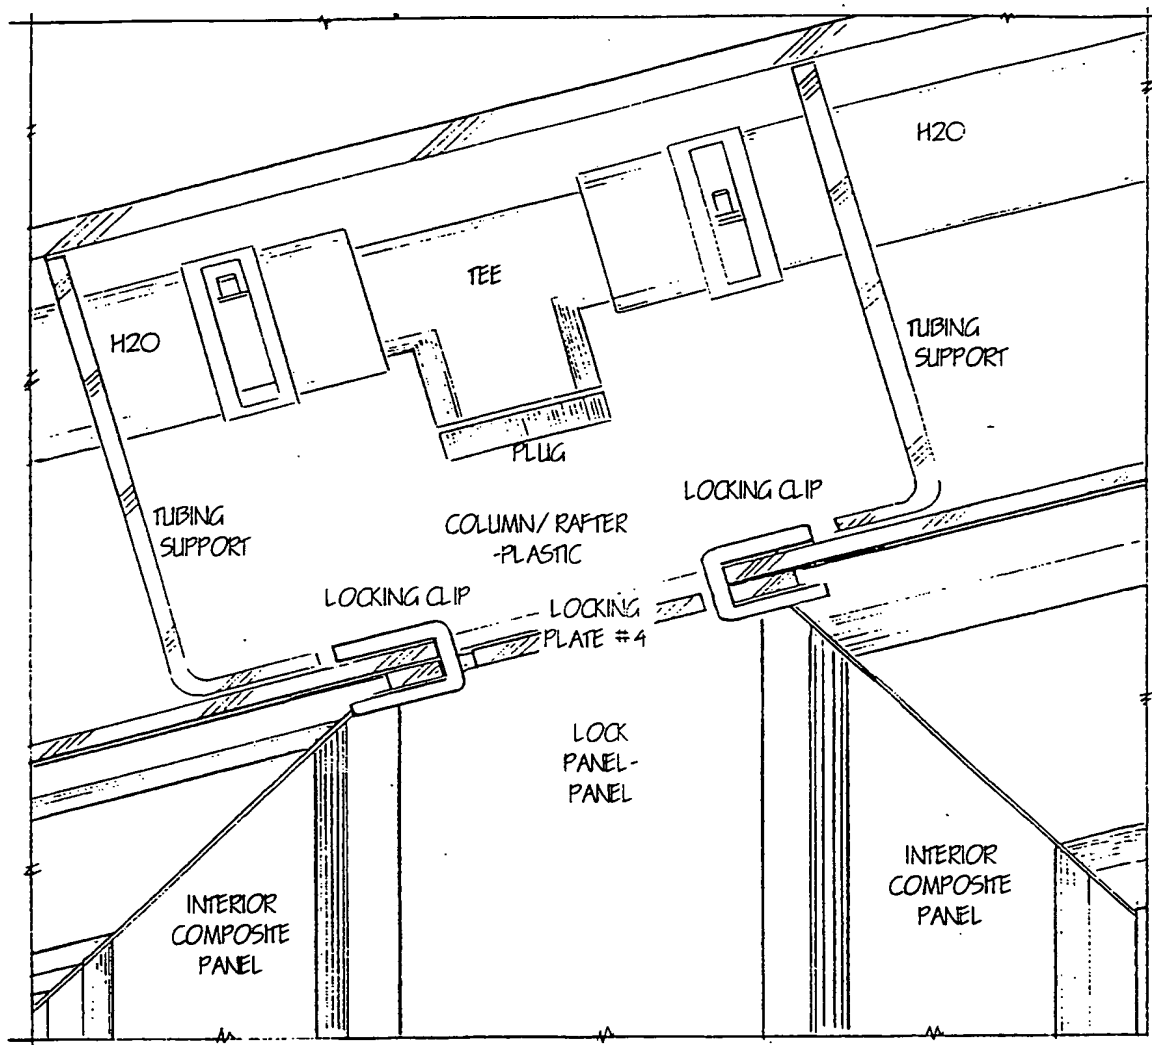 H2O
TEE
H2O
TUBING
SUPPORT
PLUG
LOCKING CLIP
TUBING
SUPPORT
COLUMN/RAFTER
-PLASTIC
LOCKING CLIP
LOCKING
PLATE #4
LOCK
PANEL-
PANEL
INTERIOR
COMPOSITE
PANEL
INTERIOR
COMPOSITE
PANEL